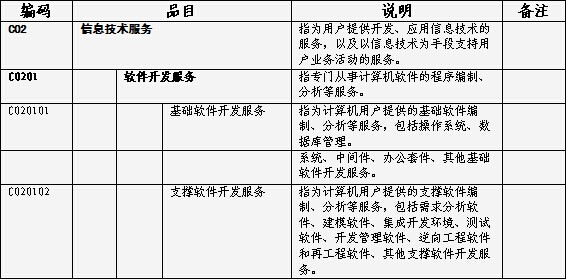 编码 品目 说明 备注
C02 信息技术服务 指为用户提供开发、应用信息技术的
服务，以及以信息技术为手段支持用
户业务活动的服务。
C0201 软件开发服务 指专门从事计算机软件的程序编制、
分析等服务。
C020101 基础软件开发服务 指为计算机用户提供的基础软件编
制、分析等服务，包括操作系统、数
据库管理。
系统、中间件、办公套件、其他基础
软件开发服务。
C020102 支撑软件开发服务 指为计算机用户提供的支撑软件编
制、分析等服务，包括需求分析软
件、建模软件、集成开发环境、测试
软件、开发管理软件、逆向工程软件
和再工程软件、其他支撑软件开发服
务。